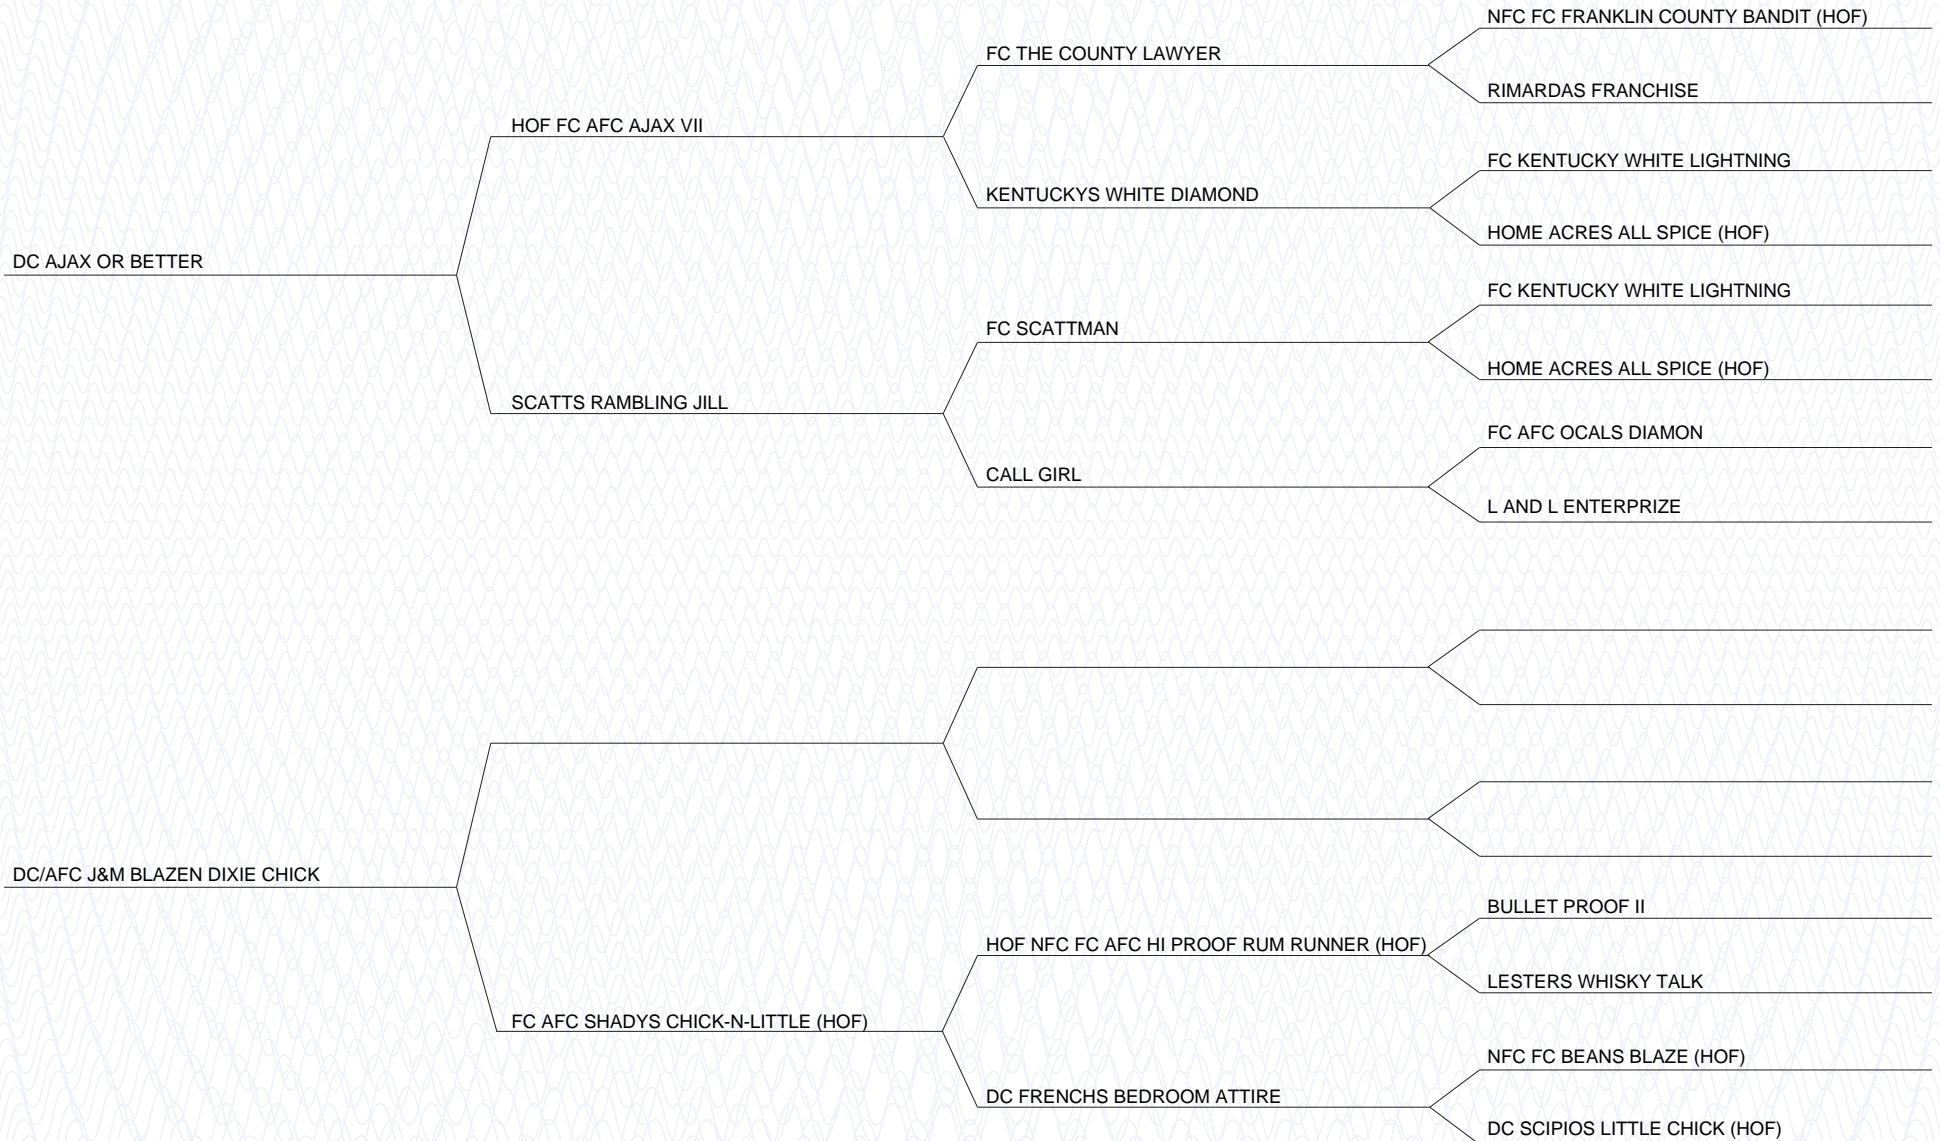 NFC FC FRANKLIN COUNTY BANDIT (HOF)
FC THE COUNTY LAWYER
RIMARDAS FRANCHISE
HOF FC AFC AJAX VII
FC KENTUCKY WHITE LIGHTNING
KENTUCKYS WHITE DIAMOND
HOME ACRES ALL SPICE (HOF)
DC AJAX OR BETTER
FC KENTUCKY WHITE LIGHTNING
FC SCATTMAN
HOME ACRES ALL SPICE (HOF)
SCATTS RAMBLING JILL
FC AFC OCALS DIAMON
CALL GIRL
L AND L ENTERPRIZE
DC/AFC J&M BLAZEN DIXIE CHICK
BULLET PROOF II
HOF NFC FC AFC HI PROOF RUM RUNNER (HOF)
LESTERS WHISKY TALK
FC AFC SHADYS CHICK-N-LITTLE (HOF)
NFC FC BEANS BLAZE (HOF)
DC FRENCHS BEDROOM ATTIRE
DC SCIPIOS LITTLE CHICK (HOF)